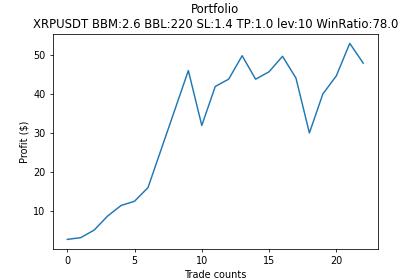 Portfolio
XRPUSDT BBM:2.6 BBL:220 SL:1.4 TP:1.0 lev:10 WinRatio:78.0
50
40
30
20
10
Profit ($)
0 5 10 15 20
Trade counts